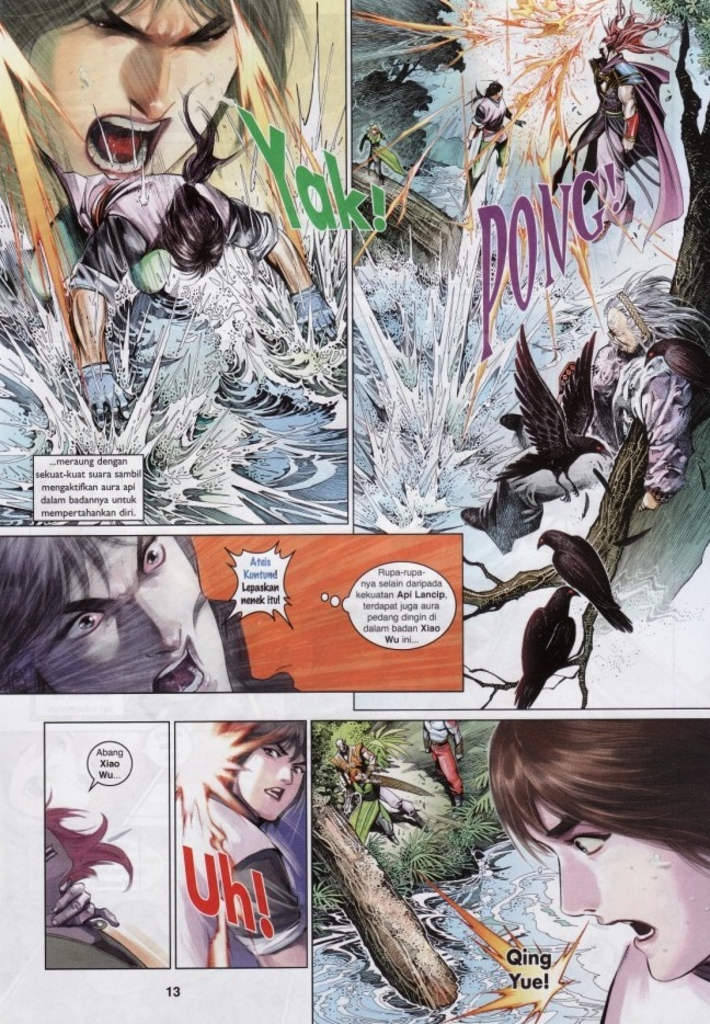 Yak!
PONG!
...meraung dengan
sekuat-kuat suara sambil
mengaktifkan aura api
dalam badannya untuk
mempertahankan diri.
Ateis
Kuntum!
Lepaskan
nenek itu!
Rupa-rupa-
nya selain daripada
kekuatan Api Lancip,
terdapat juga aura
pedang dingin di
dalam badan Xiao
Wu ini...
Abang
Xiao
Wu...
Uh!
Qing
Yue!
13